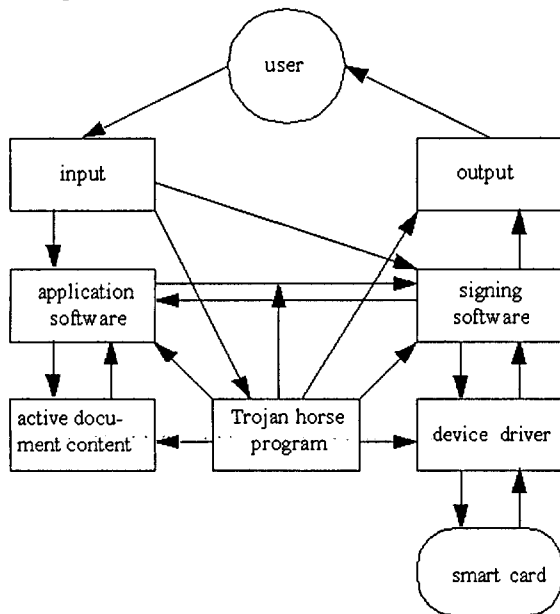 user
input
output
application
software
signing
software
active docu-
ment content
Trojan horse
program
device driver
smart card